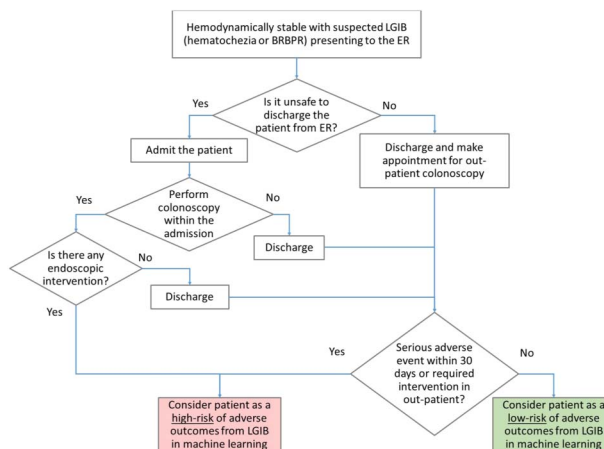 Hemodynamically stable with suspected LGIB
(hematochezia or BRBPR) presenting to the ER
Yes
Is it unsafe to
discharge the
patient from ER?
No
Admit the patient
Discharge and make
appointment for out-
patient colonoscopy
Yes
Perform
colonoscopy
within the
admission
No
Discharge
Is there any
endoscopic
intervention?
No
Discharge
Yes
Yes
Serious adverse
event within 30
days or required
intervention in
out-patient?
No
Consider patient as a
high-risk of adverse
outcomes from LGIB
in machine learning
Consider patient as a
low-risk of adverse
outcomes from LGIB
in machine learning